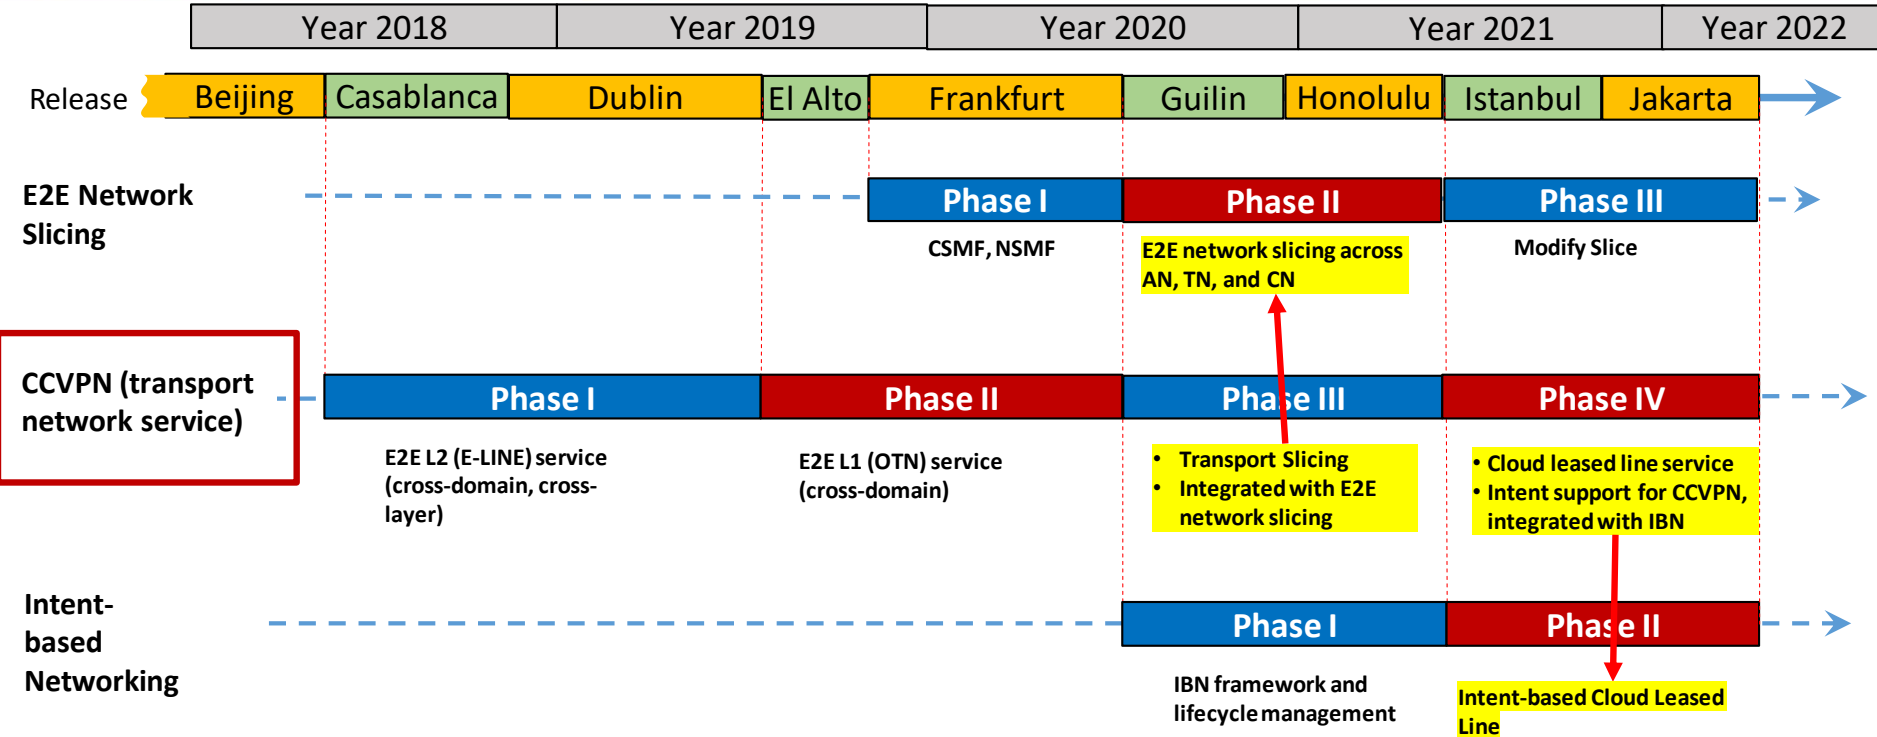 Year 2018
Year 2019
Year 2020
Year 2021
Year 2022
Release
Beijing
Casablanca
Dublin
El Alto
Frankfurt
Guilin
Honolulu
Istanbul
Jakarta
E2E Network
Slicing
Phase I
Phase II
Phase III
CSMF, NSMF
E2E network slicing across
AN, TN, and CN
Modify Slice
CCVPN (transport
network service)
Phase I
Phase II
Phase III
Phase IV
E2E L2 (E-LINE) service
(cross-domain, cross-
layer)
E2E L1 (OTN) service
(cross-domain)
• Transport Slicing
• Integrated with E2E
network slicing
• Cloud leased line service
• Intent support for CCVPN,
integrated with IBN
Intent-
based
Networking
Phase I
Phase II
IBN framework and
lifecycle management
Intent-based Cloud Leased
Line